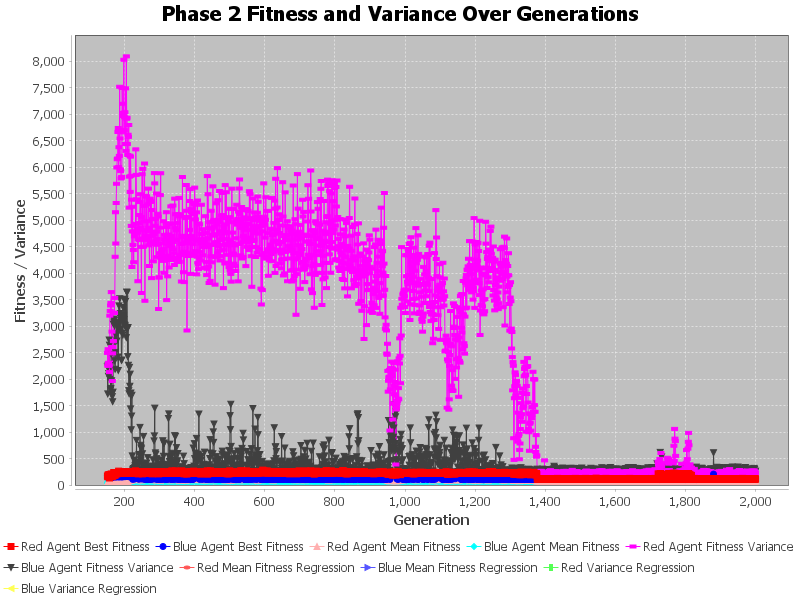 Phase 2 Fitness and Variance Over Generations
Fitness / Variance
8,000
7,500
7,000
6,500
6,000
5,500
5,000
4,500
4,000
3,500
3,000
2,500
2,000
1,500
1,000
500
0
200 400 600 800 1,000 1,200 1,400 1,600 1,800 2,000
Generation
Red Agent Best Fitness Blue Agent Best Fitness Red Agent Mean Fitness Blue Agent Mean Fitness Red Agent Fitness Variance
Blue Agent Fitness Variance Red Mean Fitness Regression Blue Mean Fitness Regression Red Variance Regression
Blue Variance Regression